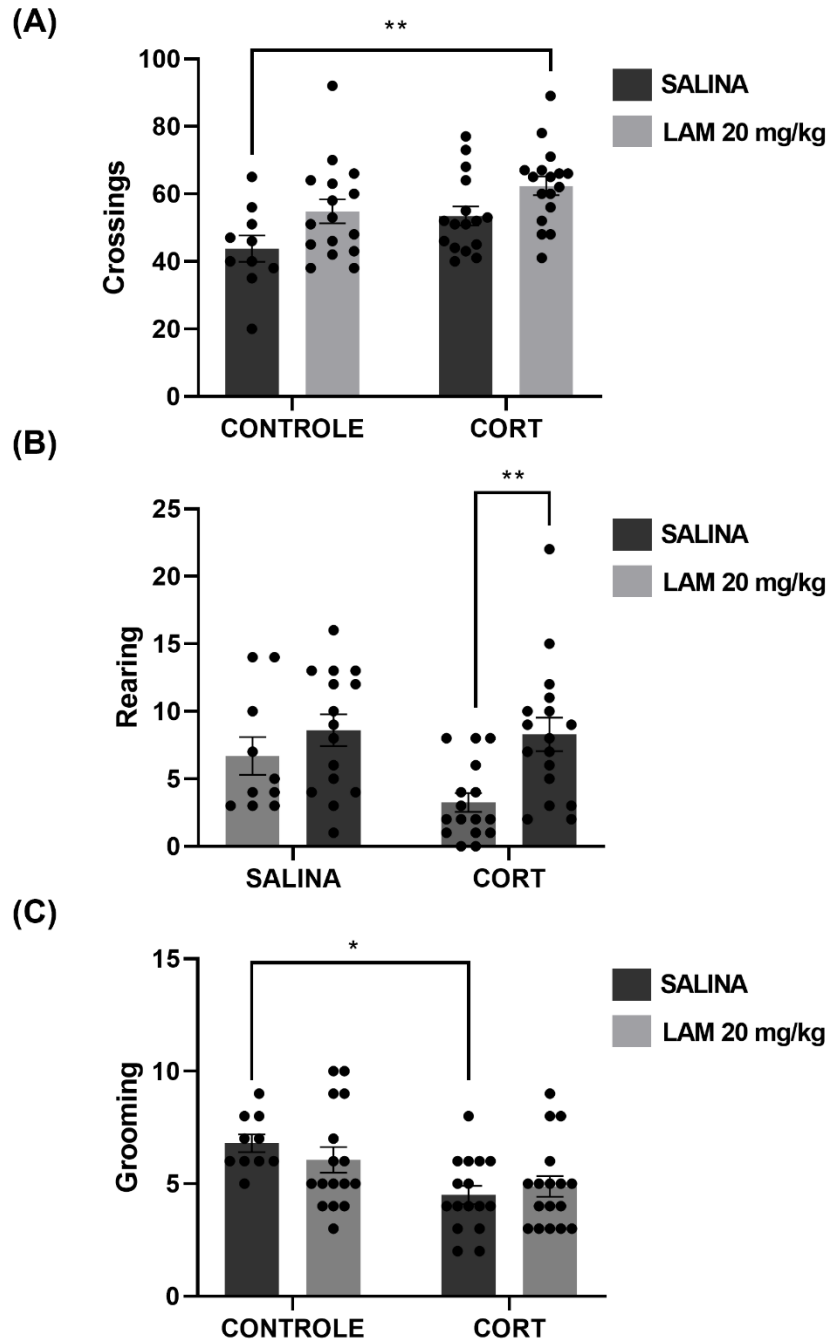 (A)
**
Crossings
100
80
60
40
20
0
CONTROLE CORT
SALINA
LAM 20 mg/kg
(B)
**
Rearing
25
20
15
10
5
0
SALINA CORT
SALINA
LAM 20 mg/kg
(C)
*
Grooming
15
10
5
0
CONTROLE CORT
SALINA
LAM 20 mg/kg